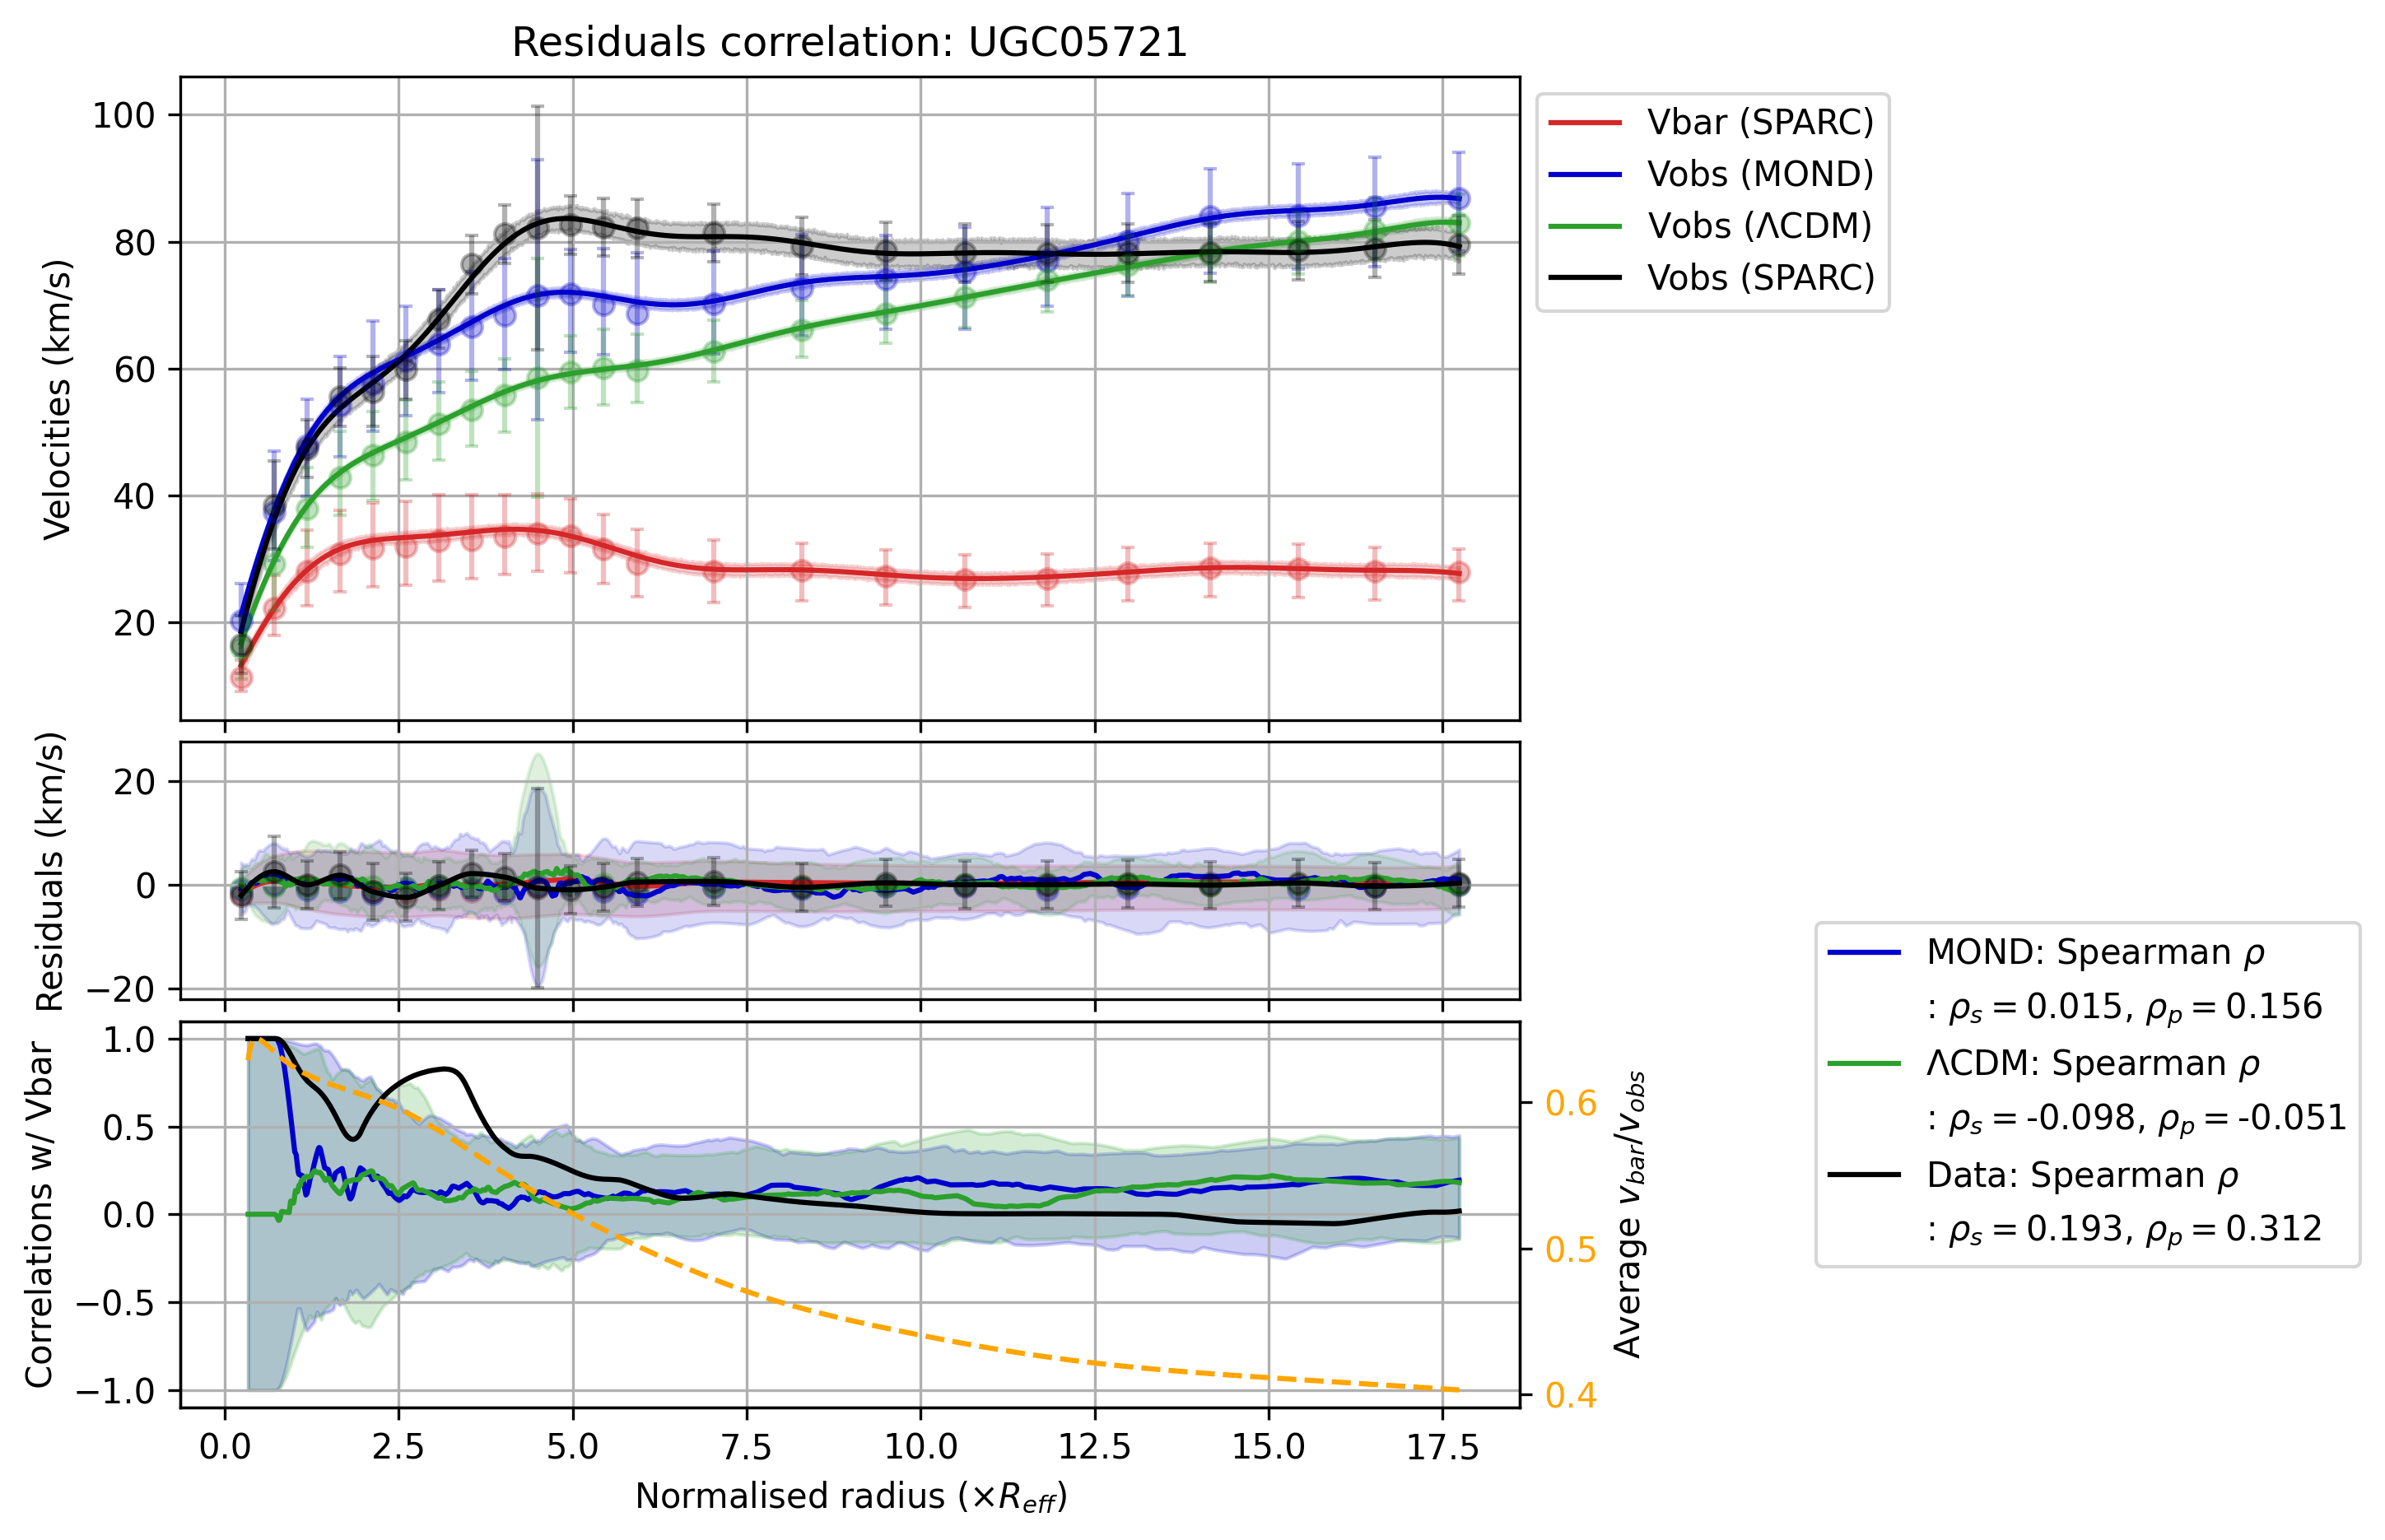 Residuals correlation: UGC05721
Velocities (km/s)
100
80
60
40
20
Vbar (SPARC)
Vobs (MOND)
Vobs (ΛCDM)
Vobs (SPARC)
Residuals (km/s)
20
0
−20
Correlations w/ Vbar
1.0
0.5
0.0
−0.5
−1.0
0.6
0.5
0.4
Average v_bar/v_obs
MOND: Spearman ρ
: ρ_s = 0.015, ρ_p = 0.156
ΛCDM: Spearman ρ
: ρ_s = -0.098, ρ_p = -0.051
Data: Spearman ρ
: ρ_s = 0.193, ρ_p = 0.312
0.0 2.5 5.0 7.5 10.0 12.5 15.0 17.5
Normalised radius (×R_eff)